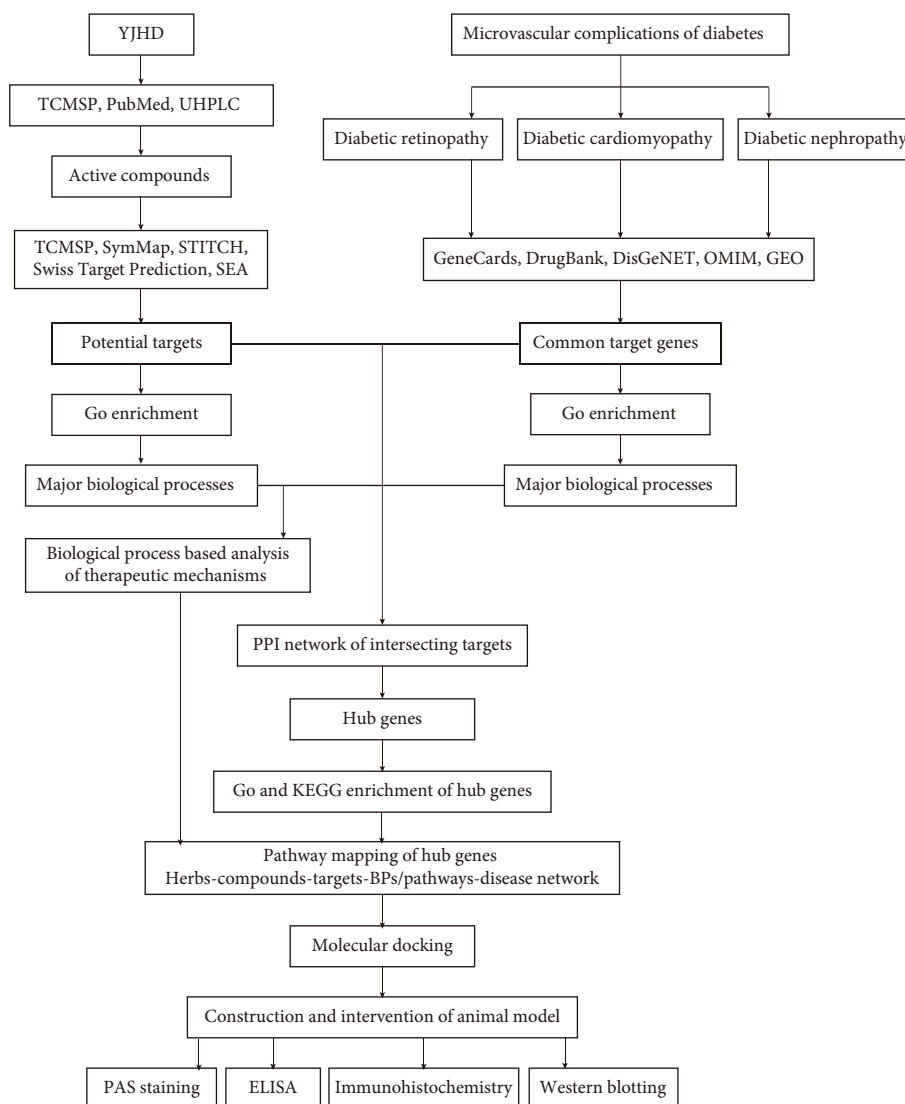 YJHD
Microvascular complications of diabetes
TCMSP, PubMed, UHPLC
Diabetic retinopathy
Diabetic cardiomyopathy
Diabetic nephropathy
Active compounds
TCMSP, SymMap, STITCH,
Swiss Target Prediction, SEA
GeneCards, DrugBank, DisGeNET, OMIM, GEO
Potential targets
Common target genes
Go enrichment
Go enrichment
Major biological processes
Major biological processes
Biological process based analysis
of therapeutic mechanisms
PPI network of intersecting targets
Hub genes
Go and KEGG enrichment of hub genes
Pathway mapping of hub genes
Herbs-compounds-targets-BPs/pathways-disease network
Molecular docking
Construction and intervention of animal model
PAS staining
ELISA
Immunohistochemistry
Western blotting